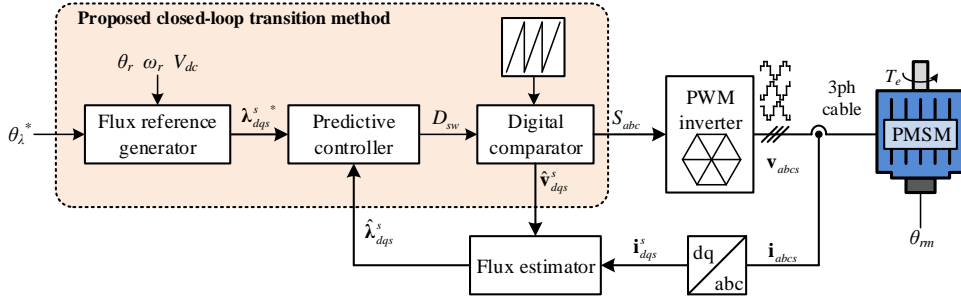 Proposed closed-loop transition method
θr ωr Vdc
θλ*
Flux reference
generator
λˢdqs*
Predictive
controller
Dsw
Digital
comparator
Sabc
PWM
inverter
vabcs
3ph
cable
Te
PMSM
θrm
v̂ˢdqs
λ̂ˢdqs
Flux estimator
iˢdqs
dq
abc
iabcs